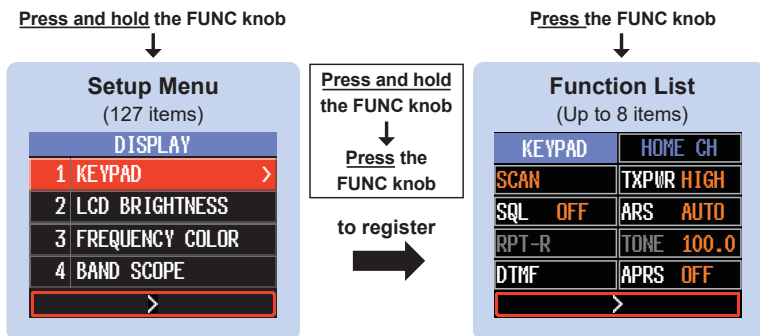 Press and hold the FUNC knob
Setup Menu
(127 items)
DISPLAY
1 KEYPAD >
2 LCD BRIGHTNESS
3 FREQUENCY COLOR
4 BAND SCOPE
>
Press and hold
the FUNC knob
Press the
FUNC knob
to register
Press the FUNC knob
Function List
(Up to 8 items)
KEYPAD HOME CH
SCAN TXPWR HIGH
SQL OFF ARS AUTO
RPT-R TONE 100.0
DTMF APRS OFF
>